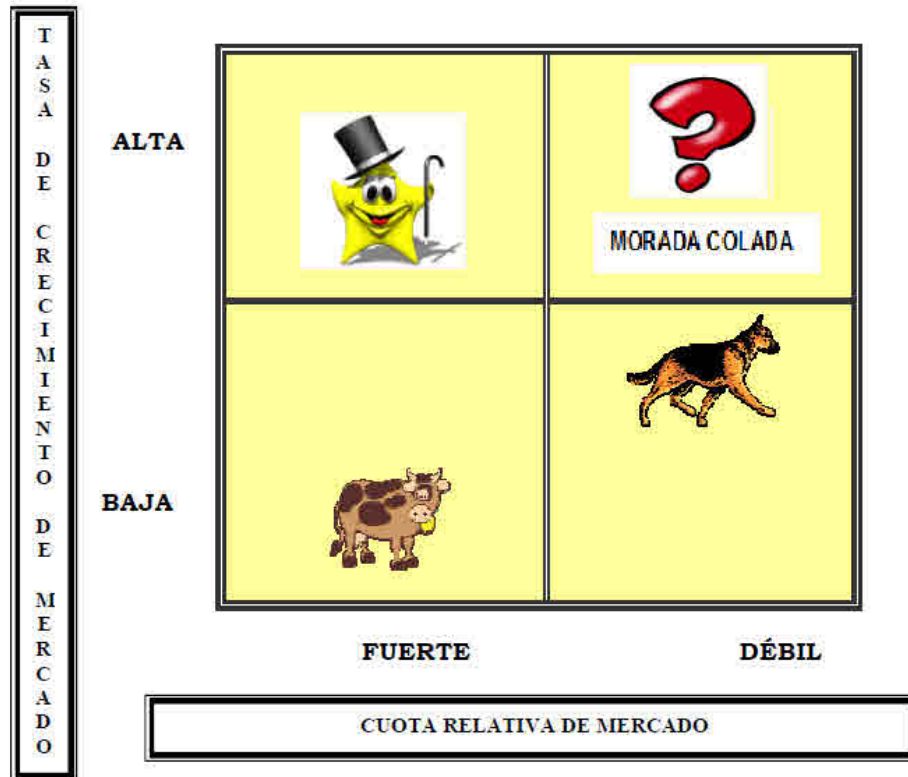 TASA DE CRECIMIENTO DE MERCADO
ALTA
MORADA COLADA
BAJA
FUERTE DÉBIL
CUOTA RELATIVA DE MERCADO